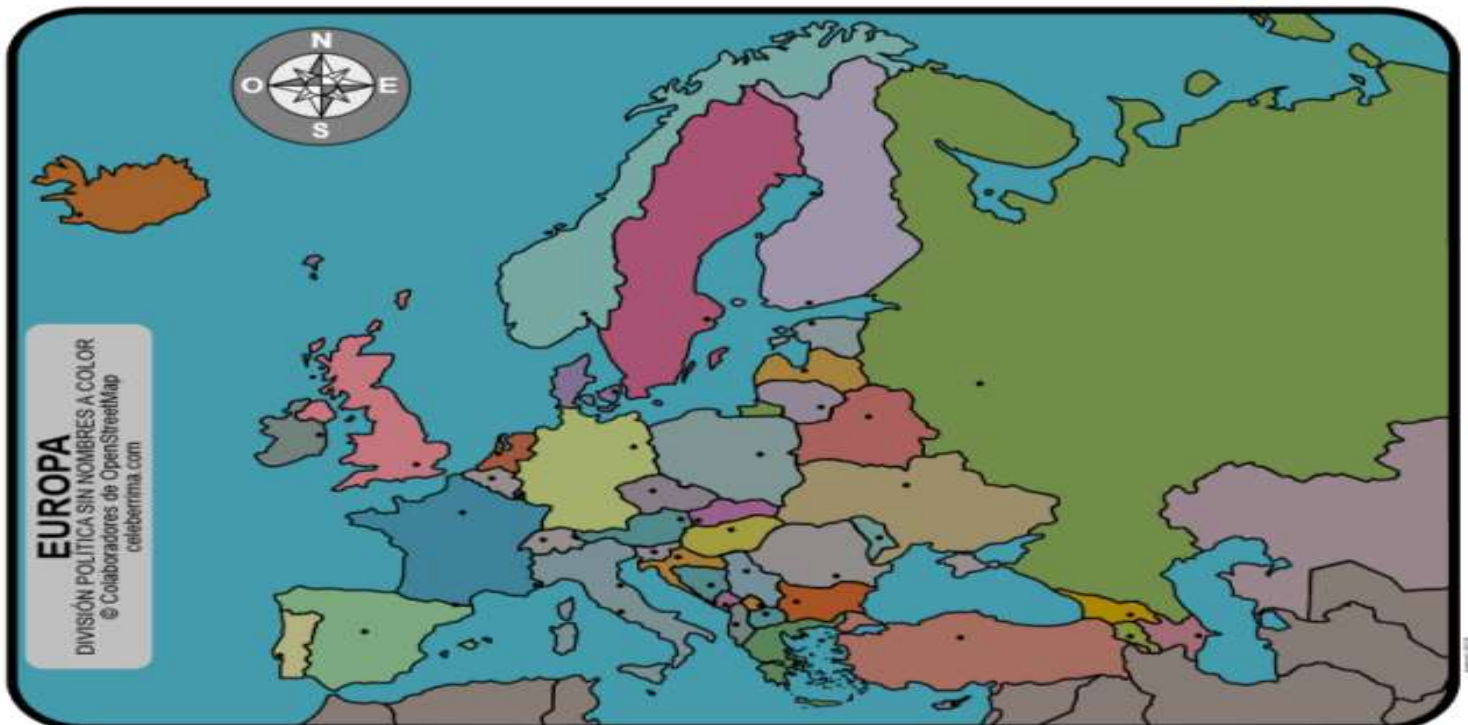 N
O E
S
EUROPA
DIVISIÓN POLÍTICA SIN NOMBRES A COLOR
© Colaboradores de OpenStreetMap
celeberrima.com